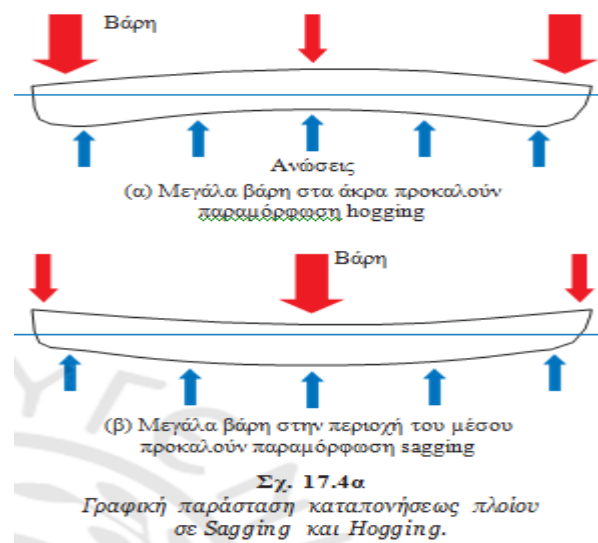 Βάρη
Ανώσεις
(α) Μεγάλα βάρη στα άκρα προκαλούν
παραμόρφωση hogging
Βάρη
(β) Μεγάλα βάρη στην περιοχή του μέσου
προκαλούν παραμόρφωση sagging
Σχ. 17.4α
Γραφική παράσταση καταπονήσεως πλοίου
σε Sagging και Hogging.